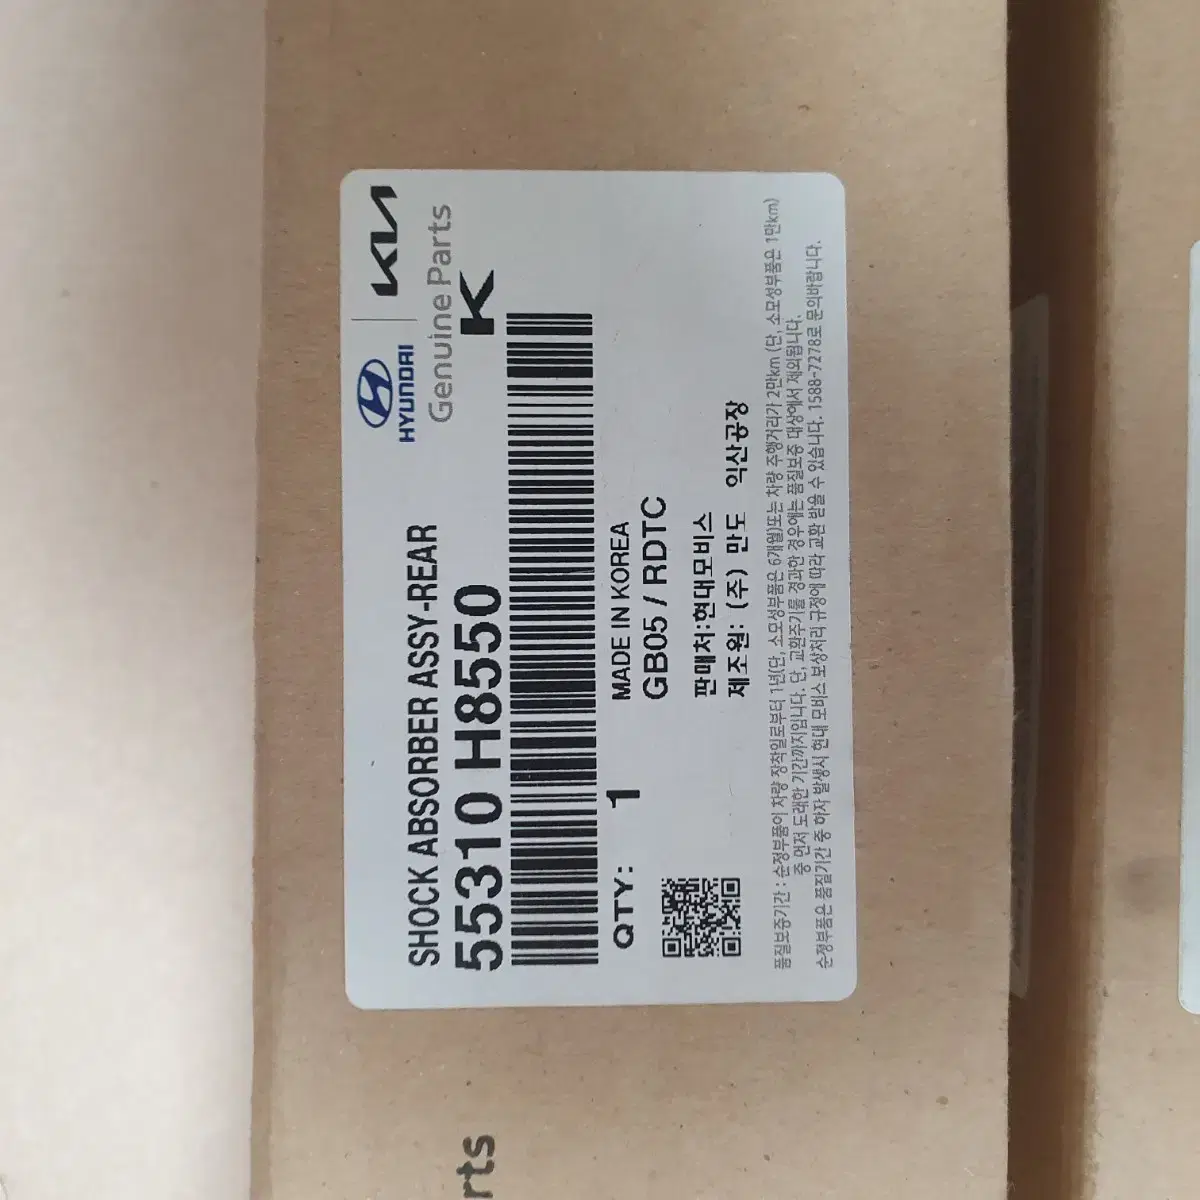 HYUNDAI | KIA
Genuine Parts
SHOCK ABSORBER ASSY-REAR
K
55310 H8550
QTY: 1
MADE IN KOREA
GB05 / RDTC
판매처:현대모비스
제조원: (주) 만도 익산공장
품질보증기간 : 순정부품이 차량 장착일로부터 1년(단, 소모성부품은 6개월)또는 차량 주행거리가 2만km (단, 소모성부품은 1만km)
중 먼저 도래한 기간까지입니다. 단, 교환주기를 경과한 경우에는 품질보증 대상에서 제외됩니다.
순정부품은 품질기간 중 하자 발생시 현대 모비스 보상처리 규정에 따라 교환 받을 수 있습니다. 1588-7278로 문의바랍니다.
rts